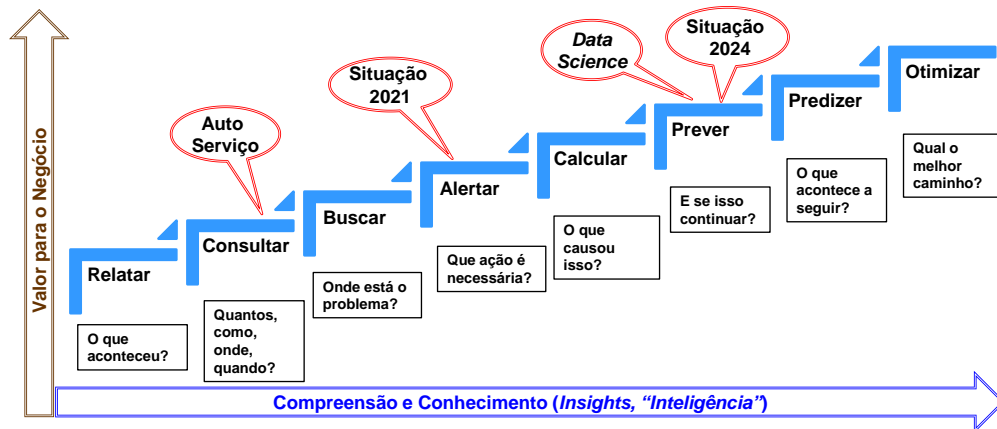 Valor para o Negócio
Auto
Serviço
Situação
2021
Data
Science
Situação
2024
Relatar
Consultar
Buscar
Alertar
Calcular
Prever
Predizer
Otimizar
O que
aconteceu?
Quantos,
como,
onde,
quando?
Onde está o
problema?
Que ação é
necessária?
O que
causou
isso?
E se isso
continuar?
O que
acontece a
seguir?
Qual o
melhor
caminho?
Compreensão e Conhecimento (Insights, “Inteligência”)